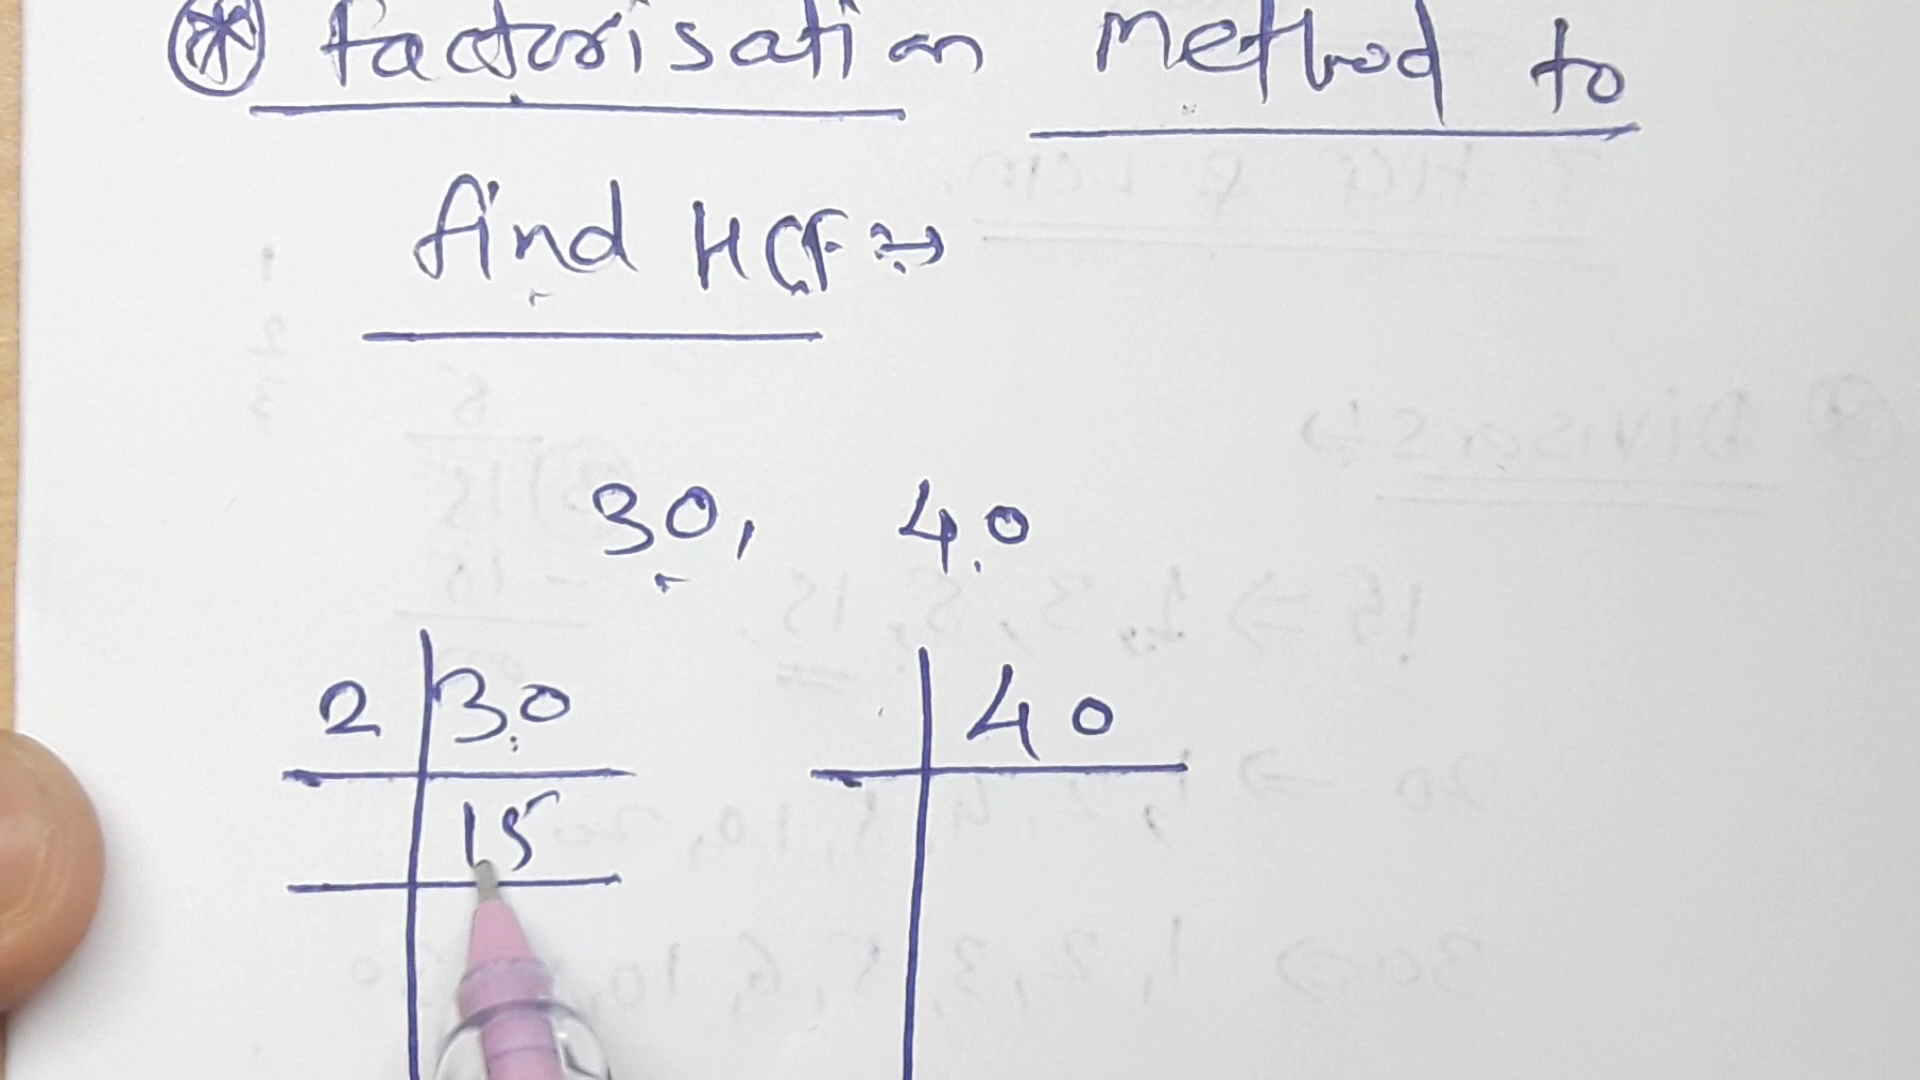 * factorisation method to
find HCF :→
30, 40
2 | 30 | 40
15